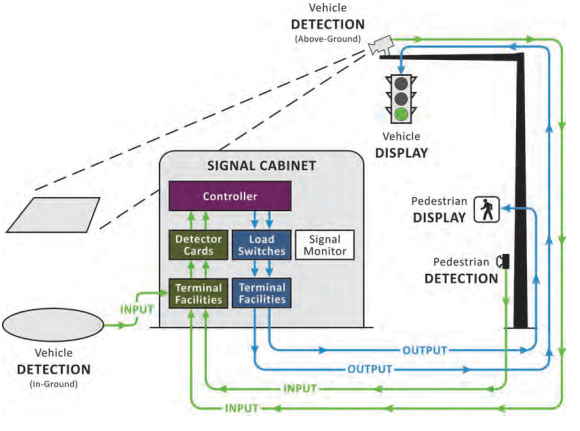 Vehicle
DETECTION
(Above-Ground)
Vehicle
DISPLAY
SIGNAL CABINET
Controller
Detector
Cards
Load
Switches
Signal
Monitor
Terminal
Facilities
Terminal
Facilities
Pedestrian
DISPLAY
Pedestrian
DETECTION
INPUT
Vehicle
DETECTION
(In-Ground)
OUTPUT
OUTPUT
INPUT
INPUT